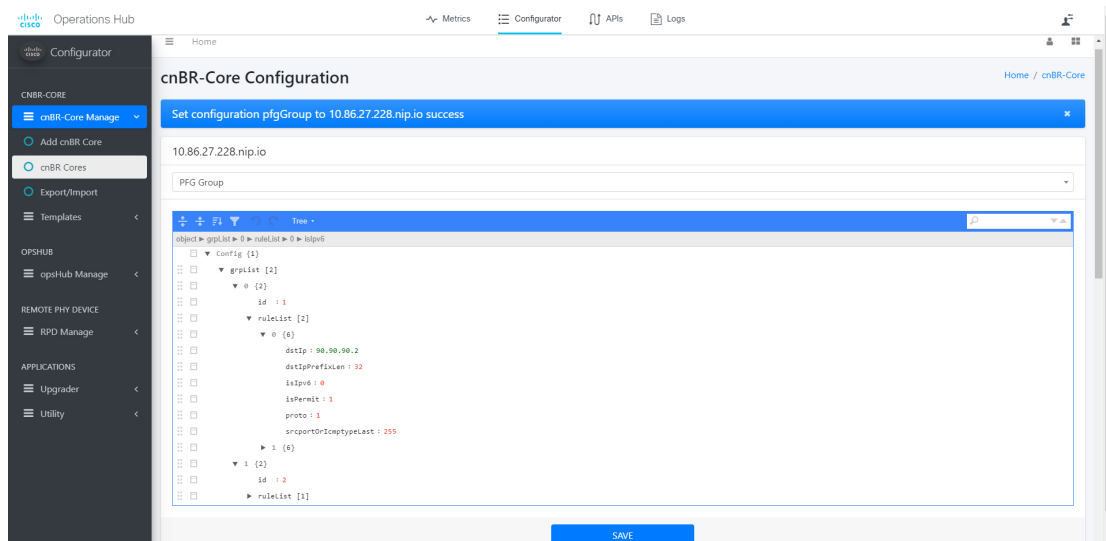 cisco Operations Hub
Metrics Configurator APIs Logs
cisco Configurator
Home
cnBR-Core Configuration
Home / cnBR-Core
CNBR-CORE
cnBR-Core Manage
Set configuration pfgGroup to 10.86.27.228.nip.io success ×
Add cnBR Core
10.86.27.228.nip.io
cnBR Cores
PFG Group
Export/Import
Templates
Tree
object ► grpList ► 0 ► ruleList ► 0 ► isIpv6
Config {1}
OPSHUB
grpList [2]
opsHub Manage
0 {2}
id : 1
REMOTE PHY DEVICE
ruleList [2]
RPD Manage
0 {6}
dstIp : 90.90.90.2
APPLICATIONS
dstIpPrefixLen : 32
Upgrader
isIpv6 : 0
isPermit : 1
Utility
proto : 1
srcportOrIcmptypeLast : 255
1 {6}
1 {2}
id : 2
ruleList [1]
SAVE